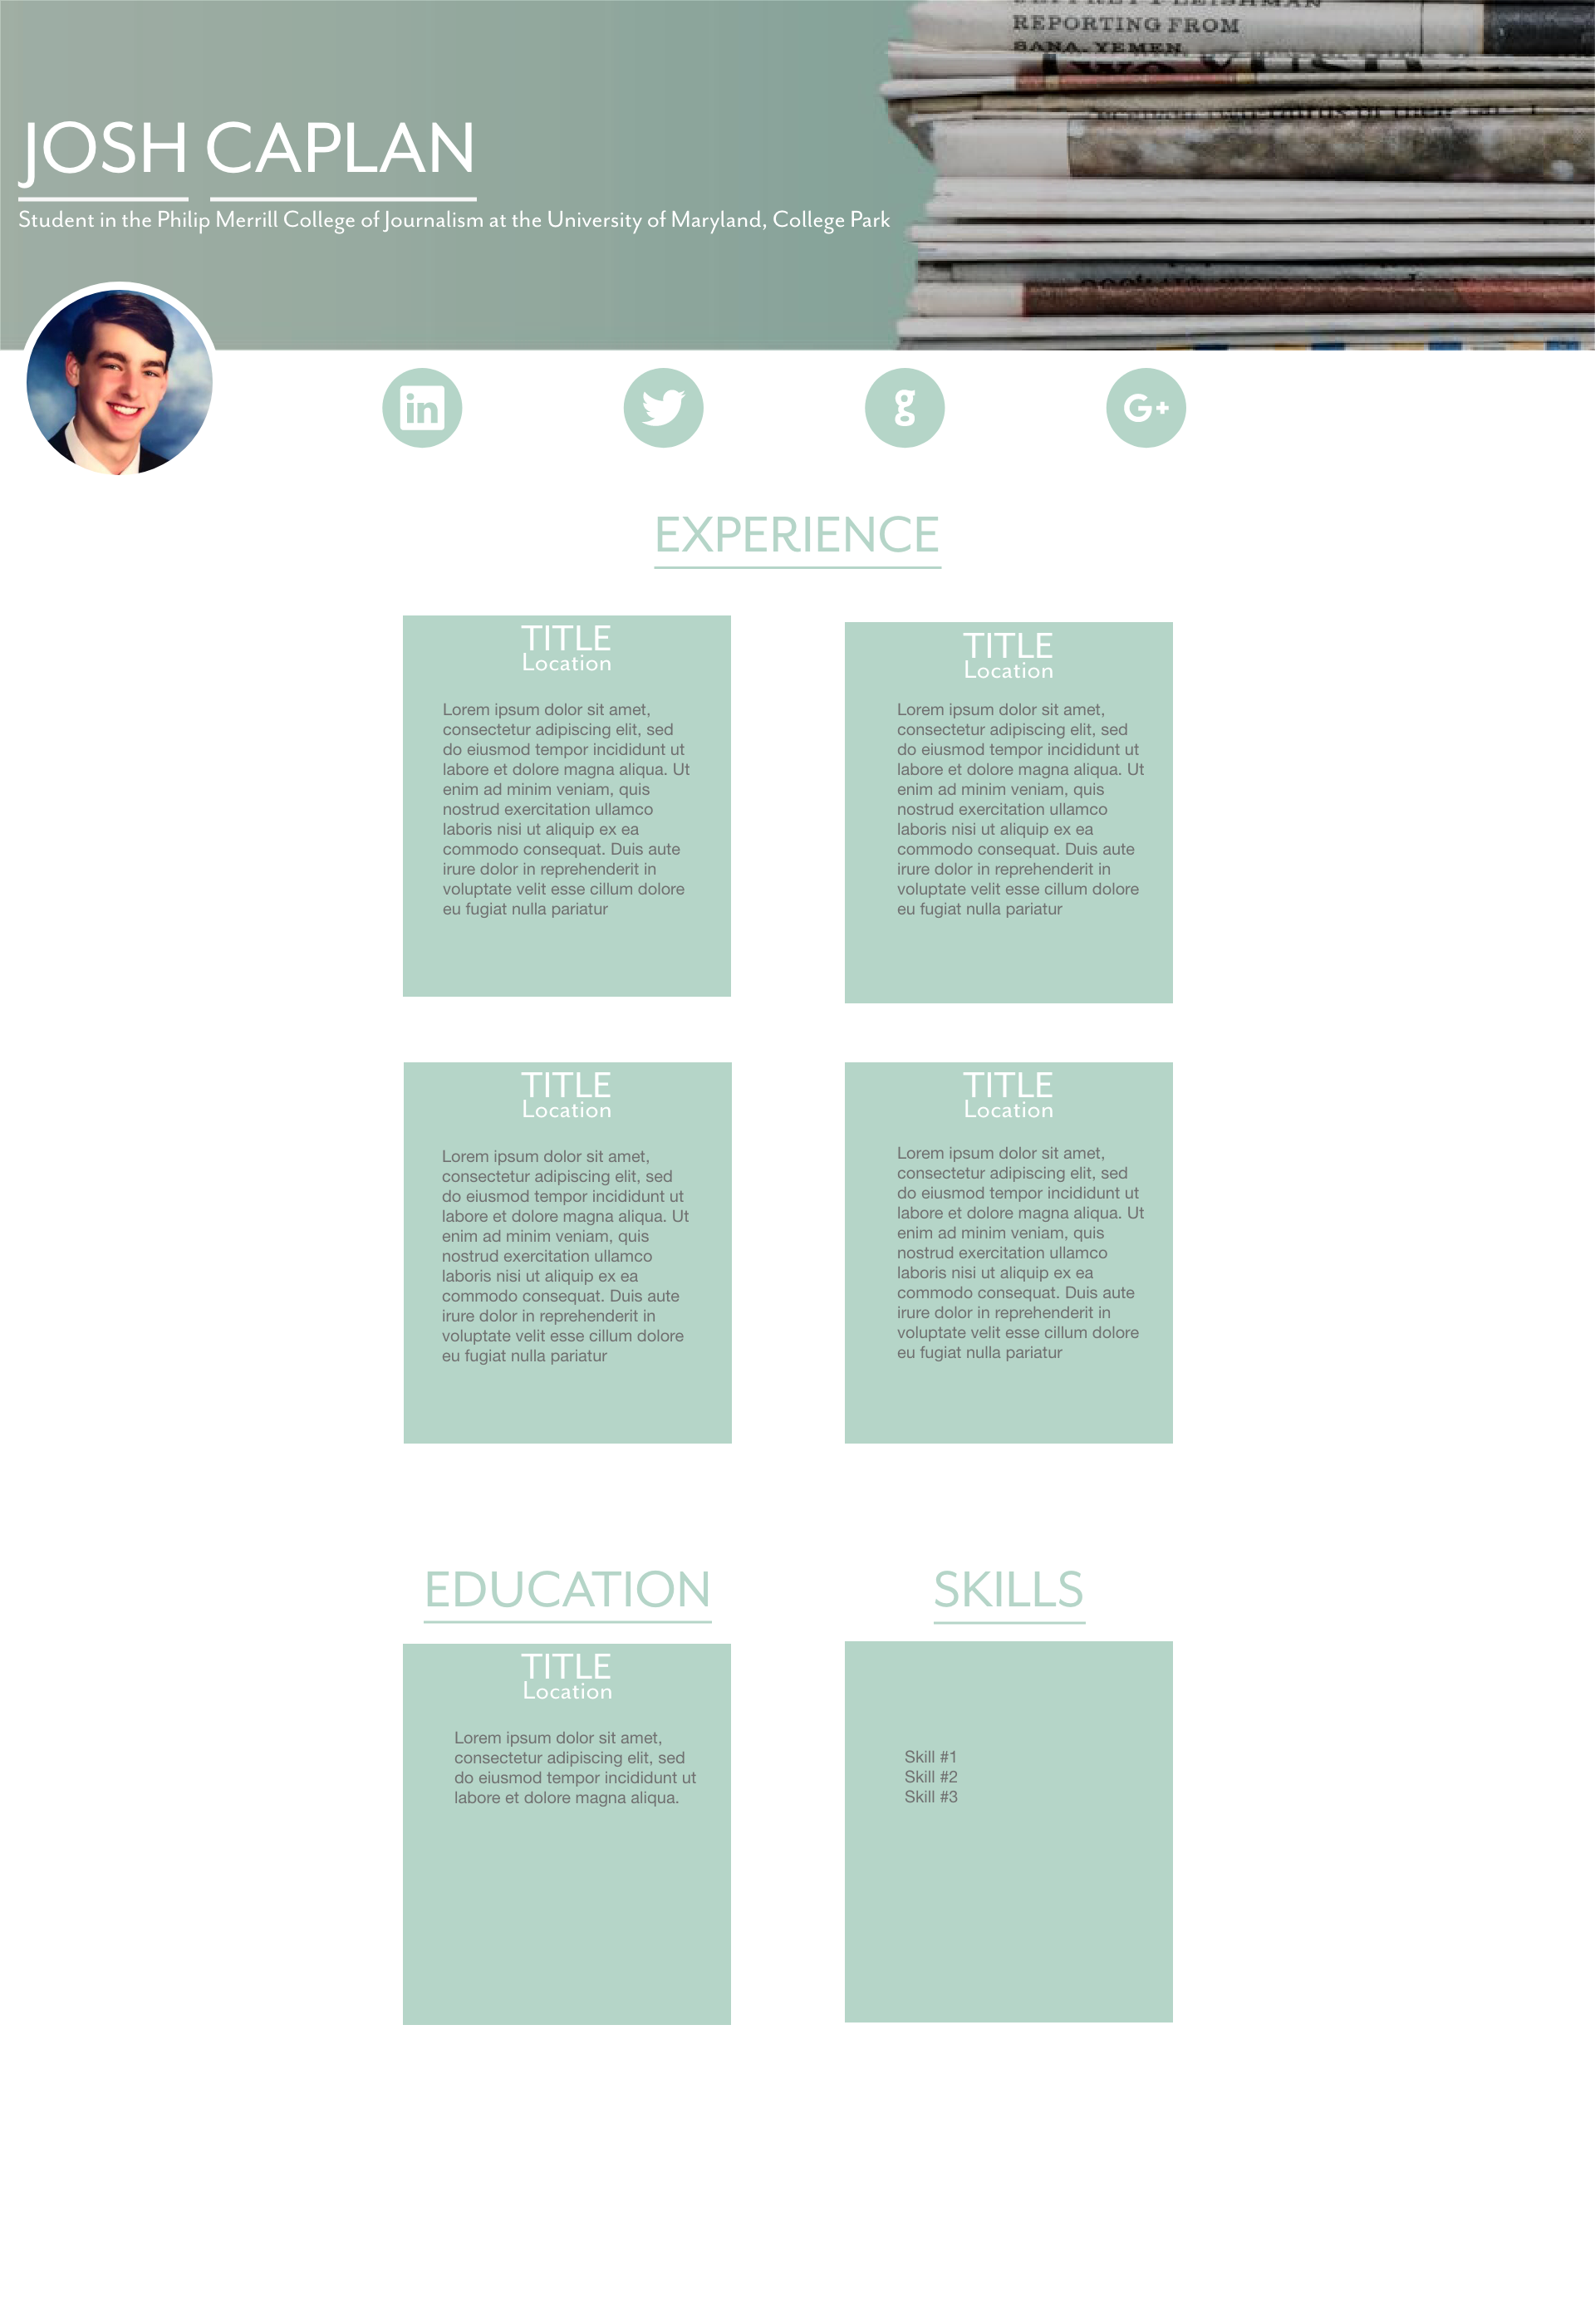 REPORTING FROM
SANA, YEMEN
JOSH CAPLAN
Student in the Philip Merrill College of Journalism at the University of Maryland, College Park
in
g
G+
EXPERIENCE
TITLE
Location
Lorem ipsum dolor sit amet,
consectetur adipiscing elit, sed
do eiusmod tempor incididunt ut
labore et dolore magna aliqua. Ut
enim ad minim veniam, quis
nostrud exercitation ullamco
laboris nisi ut aliquip ex ea
commodo consequat. Duis aute
irure dolor in reprehenderit in
voluptate velit esse cillum dolore
eu fugiat nulla pariatur
TITLE
Location
Lorem ipsum dolor sit amet,
consectetur adipiscing elit, sed
do eiusmod tempor incididunt ut
labore et dolore magna aliqua. Ut
enim ad minim veniam, quis
nostrud exercitation ullamco
laboris nisi ut aliquip ex ea
commodo consequat. Duis aute
irure dolor in reprehenderit in
voluptate velit esse cillum dolore
eu fugiat nulla pariatur
TITLE
Location
Lorem ipsum dolor sit amet,
consectetur adipiscing elit, sed
do eiusmod tempor incididunt ut
labore et dolore magna aliqua. Ut
enim ad minim veniam, quis
nostrud exercitation ullamco
laboris nisi ut aliquip ex ea
commodo consequat. Duis aute
irure dolor in reprehenderit in
voluptate velit esse cillum dolore
eu fugiat nulla pariatur
TITLE
Location
Lorem ipsum dolor sit amet,
consectetur adipiscing elit, sed
do eiusmod tempor incididunt ut
labore et dolore magna aliqua. Ut
enim ad minim veniam, quis
nostrud exercitation ullamco
laboris nisi ut aliquip ex ea
commodo consequat. Duis aute
irure dolor in reprehenderit in
voluptate velit esse cillum dolore
eu fugiat nulla pariatur
EDUCATION
TITLE
Location
Lorem ipsum dolor sit amet,
consectetur adipiscing elit, sed
do eiusmod tempor incididunt ut
labore et dolore magna aliqua.
SKILLS
Skill #1
Skill #2
Skill #3